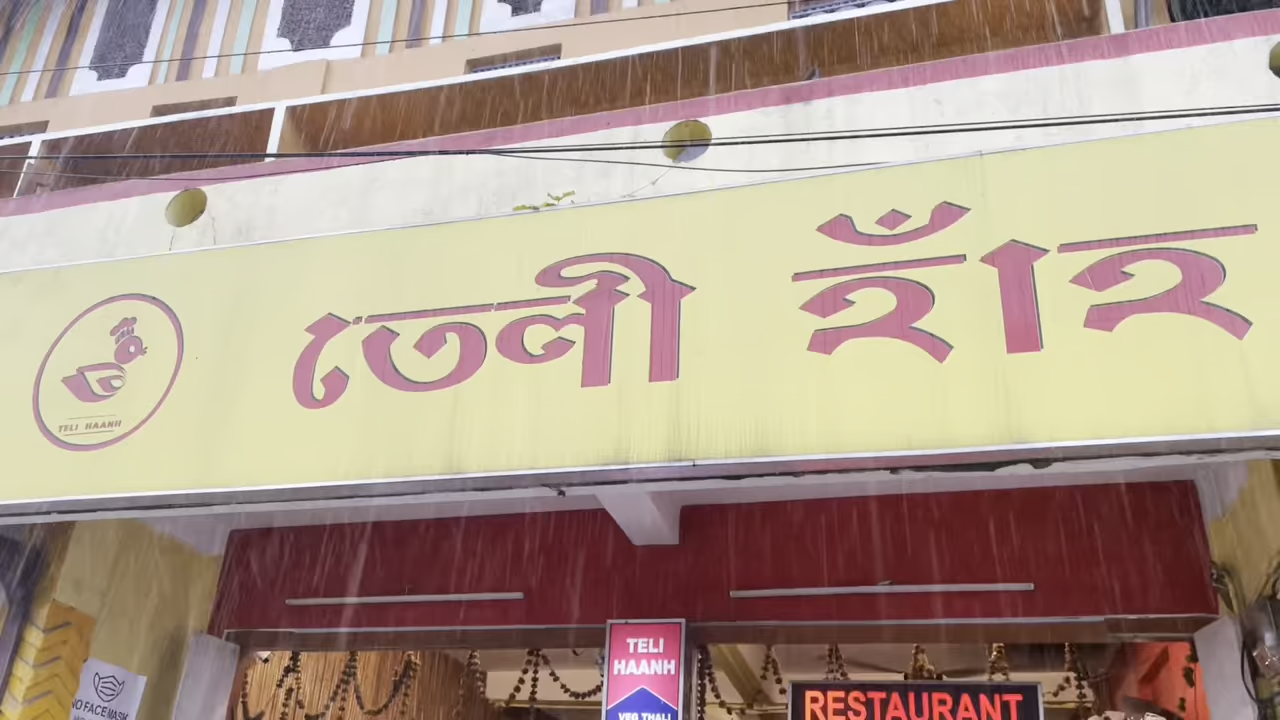 তেলী হাঁহ
TELI HAANH
TELI
HAANH
VEG THALI
RESTAURANT
NO FACE MASK